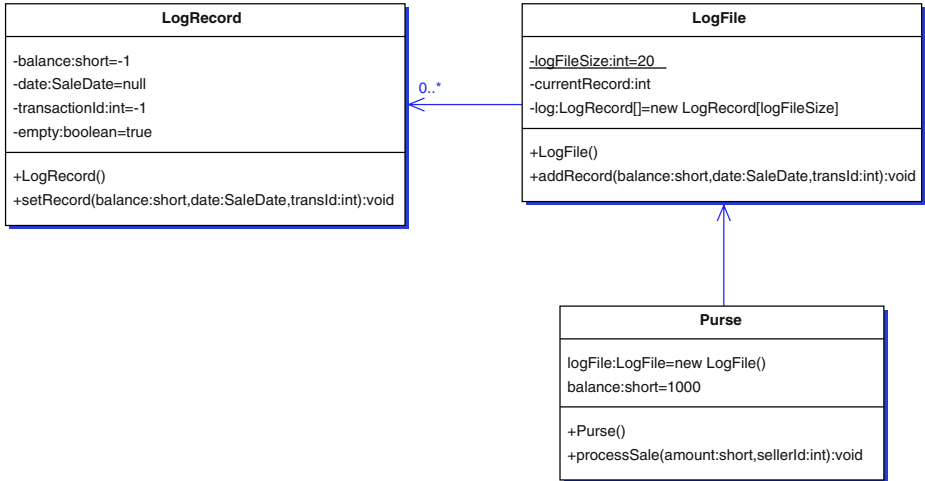 LogRecord
-balance:short=-1
-date:SaleDate=null
-transactionId:int=-1
-empty:boolean=true
+LogRecord()
+setRecord(balance:short,date:SaleDate,transId:int):void
0..*
LogFile
-logFileSize:int=20
-currentRecord:int
-log:LogRecord[]=new LogRecord[logFileSize]
+LogFile()
+addRecord(balance:short,date:SaleDate,transId:int):void
Purse
logFile:LogFile=new LogFile()
balance:short=1000
+Purse()
+processSale(amount:short,sellerId:int):void